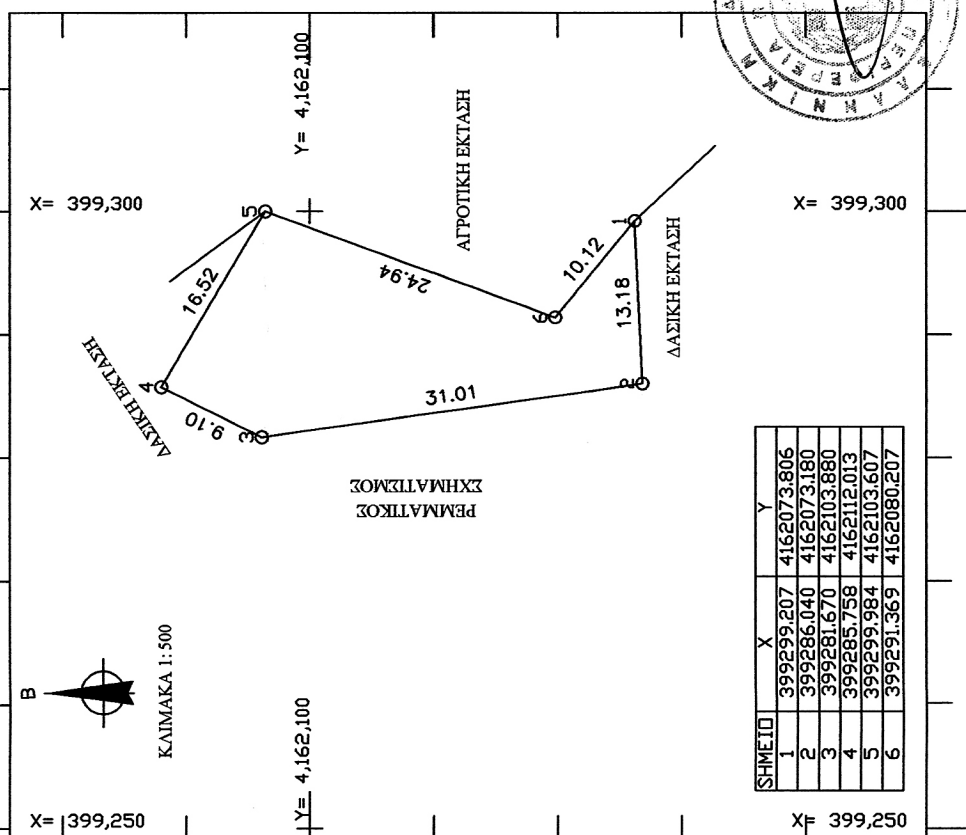 X= 399,300
Y= 4,162,100
X= 399,300
Β
ΚΛΙΜΑΚΑ 1:500
ΔΑΣΙΚΗ ΕΚΤΑΣΗ
ΑΓΡΟΤΙΚΗ ΕΚΤΑΣΗ
ΔΑΣΙΚΗ ΕΚΤΑΣΗ
ΡΕΜΜΑΤΙΚΟΣ
ΣΧΗΜΑΤΙΣΜΟΣ
4
16.52
5
9.10
3
24.94
31.01
6
10.12
1
13.18
2
X= 399,250
Y= 4,162,100
X= 399,250
SHMEIO X Y
1 399299.207 4162073.806
2 399286.040 4162073.180
3 399281.670 4162103.880
4 399285.758 4162112.013
5 399299.984 4162103.607
6 399291.369 4162080.207